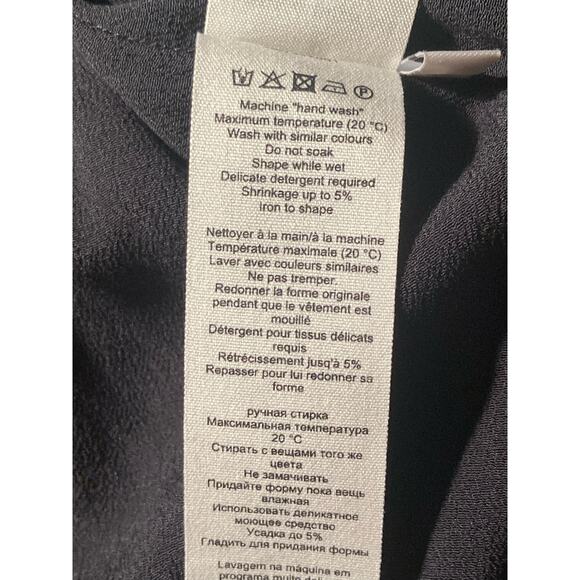 P
Machine "hand wash"
Maximum temperature (20 °C)
Wash with similar colours
Do not soak
Shape while wet
Delicate detergent required
Shrinkage up to 5%
Iron to shape
Nettoyer à la main/à la machine
Température maximale (20 °C)
Laver avec couleurs similaires
Ne pas tremper.
Redonner la forme originale
pendant que le vêtement est
mouillé
Détergent pour tissus délicats
requis
Rétrécissement jusqu'à 5%
Repasser pour lui redonner sa
forme
ручная стирка
Максимальная температура
20 °C
Стирать с вещами того же
цвета
Не замачивать
Придайте форму пока вещь
влажная
Использовать деликатное
моющее средство
Усадка до 5%
Гладить для придания формы
Lavagem na máquina em
programa muito